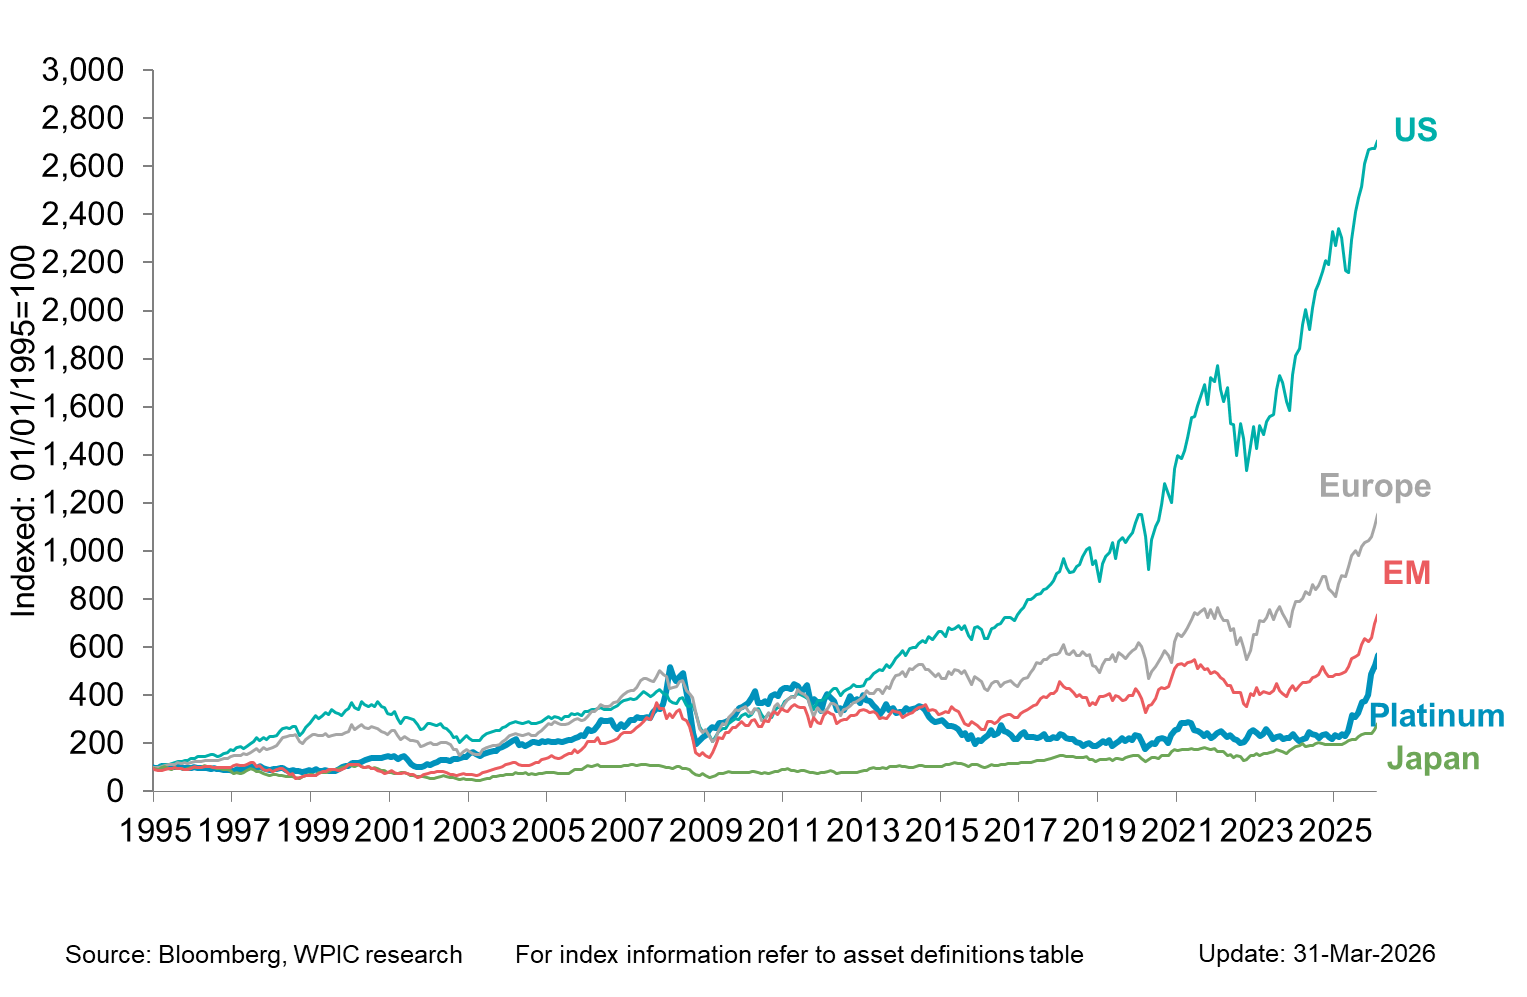 3,000
2,800
2,600
2,400
2,200
2,000
1,800
1,600
1,400
1,200
1,000
800
600
400
200
0
Indexed: 01/01/1995=100
1995 1997 1999 2001 2003 2005 2007 2009 2011 2013 2015 2017 2019 2021 2023 2025
US
Europe
EM
Platinum
Japan
Source: Bloomberg, WPIC research For index information refer to asset definitions table Update: 31-Mar-2026